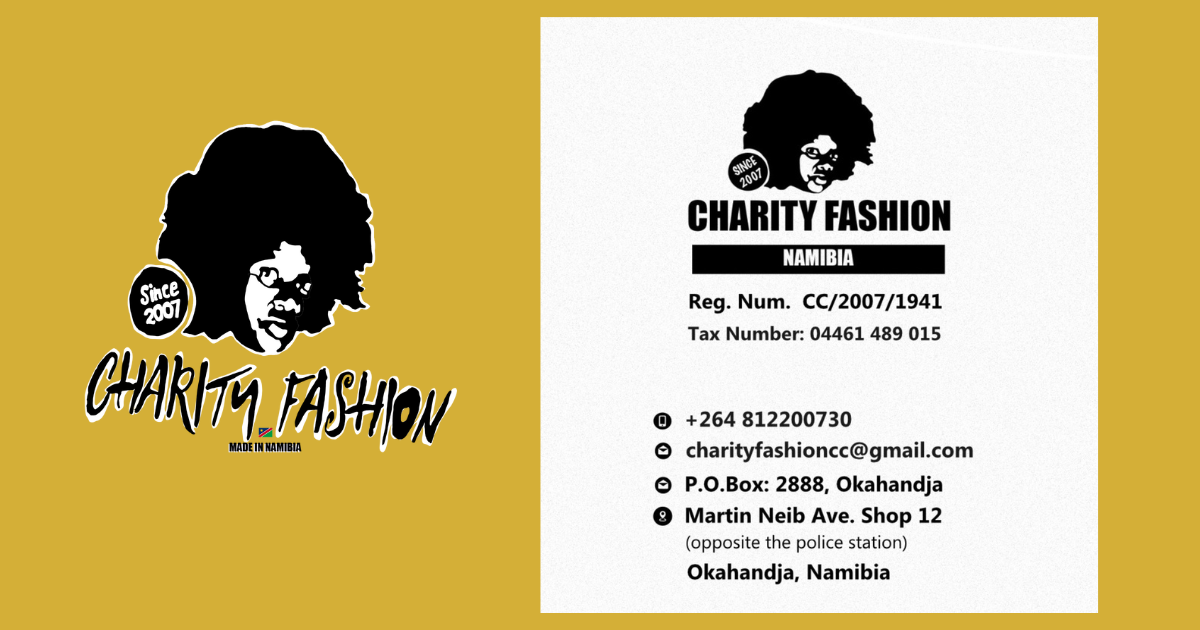 Since
2007
CHARITY FASHION
MADE IN NAMIBIA
SINCE
2007
CHARITY FASHION
NAMIBIA
Reg. Num. CC/2007/1941
Tax Number: 04461 489 015
+264 812200730
charityfashioncc@gmail.com
P.O.Box: 2888, Okahandja
Martin Neib Ave. Shop 12
(opposite the police station)
Okahandja, Namibia